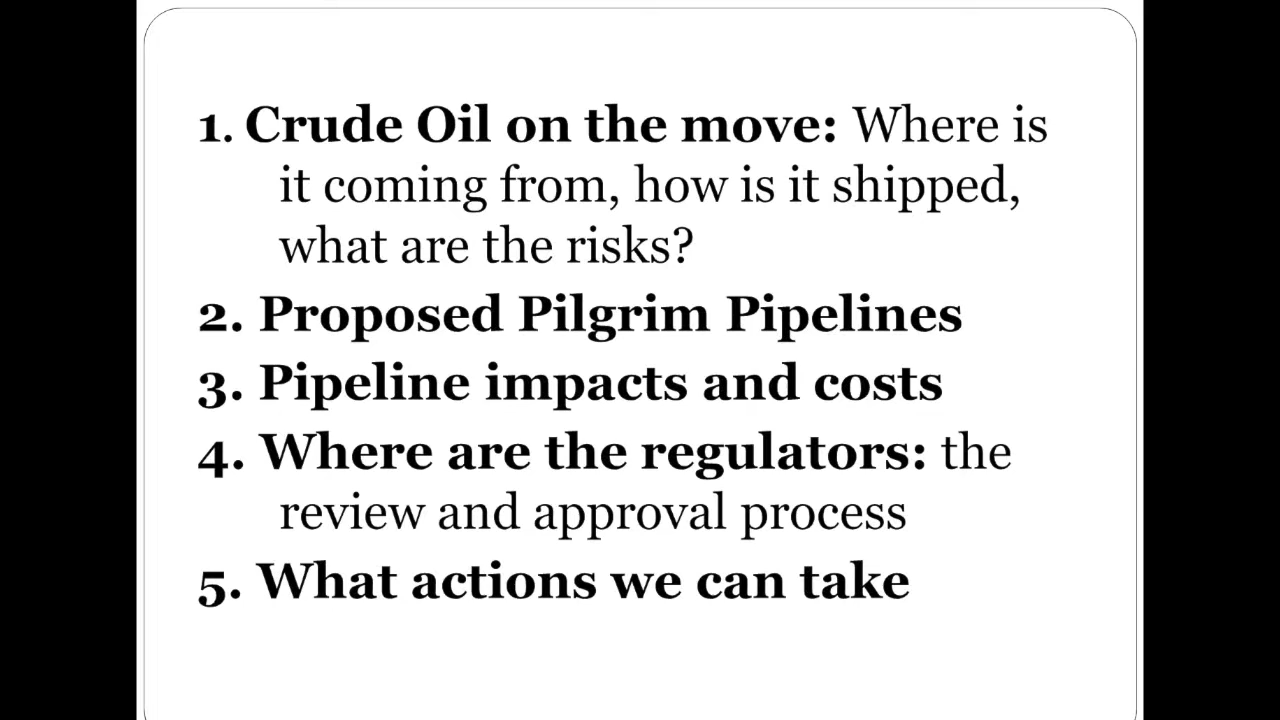 1. Crude Oil on the move: Where is
it coming from, how is it shipped,
what are the risks?
2. Proposed Pilgrim Pipelines
3. Pipeline impacts and costs
4. Where are the regulators: the
review and approval process
5. What actions we can take